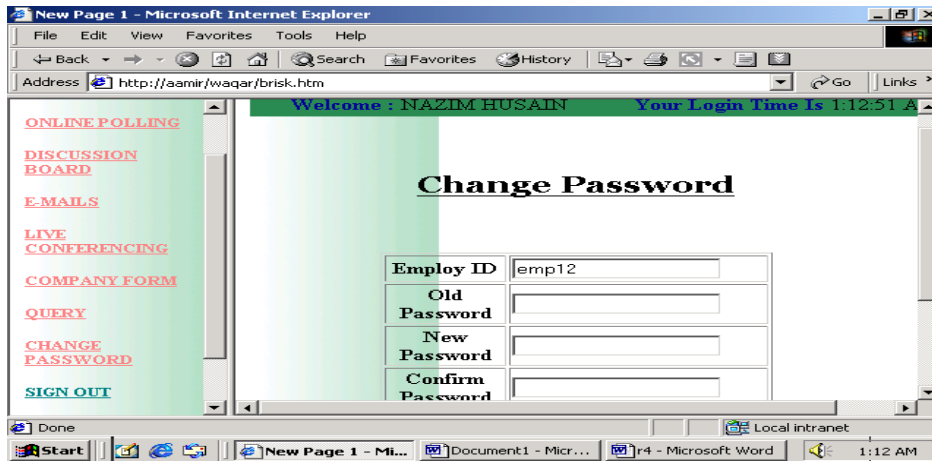 New Page 1 - Microsoft Internet Explorer
File Edit View Favorites Tools Help
Back Search Favorites History
Address http://aamir/waqar/brisk.htm Go Links »
Welcome : NAZIM HUSAIN Your Login Time Is 1:12:51 A
ONLINE POLLING
DISCUSSION
BOARD
E-MAILS
LIVE
CONFERENCING
COMPANY FORM
QUERY
CHANGE
PASSWORD
SIGN OUT
Change Password
Employ ID emp12
Old
Password
New
Password
Confirm
Password
Done Local intranet
Start New Page 1 - Mi... Document1 - Micr... r4 - Microsoft Word 1:12 AM